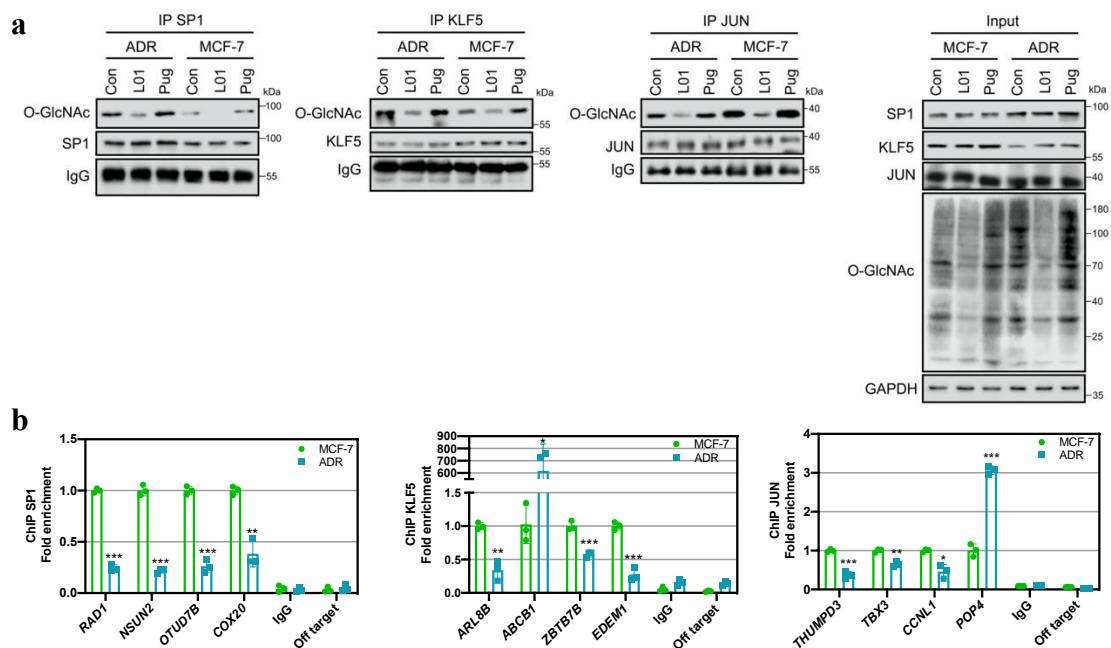 a
IP SP1
ADR MCF-7
Con L01 Pug Con L01 Pug
kDa
O-GlcNAc 100
SP1 100
IgG 55
IP KLF5
ADR MCF-7
Con L01 Pug Con L01 Pug
kDa
O-GlcNAc 55
KLF5 55
IgG 55
IP JUN
ADR MCF-7
Con L01 Pug Con L01 Pug
kDa
O-GlcNAc 40
JUN 40
IgG 55
Input
MCF-7 ADR
Con L01 Pug Con L01 Pug
kDa
SP1 100
KLF5 55
JUN 40
O-GlcNAc
180
100
70
40
25
GAPDH 35
b
ChIP SP1
Fold enrichment
1.5
1.0
0.5
0.0
MCF-7
ADR
*** *** *** **
RAD1 NSUN2 OTUD7B COX20 IgG Off target
ChIP KLF5
Fold enrichment
900
800
700
600
1.5
1.0
0.5
0.0
MCF-7
ADR
** * *** ***
ARL8B ABCB1 ZBTB7B EDEM1 IgG Off target
ChIP JUN
Fold enrichment
4
3
2
1
0
MCF-7
ADR
*** ** * ***
THUMPD3 TBX3 CCNL1 POP4 IgG Off target